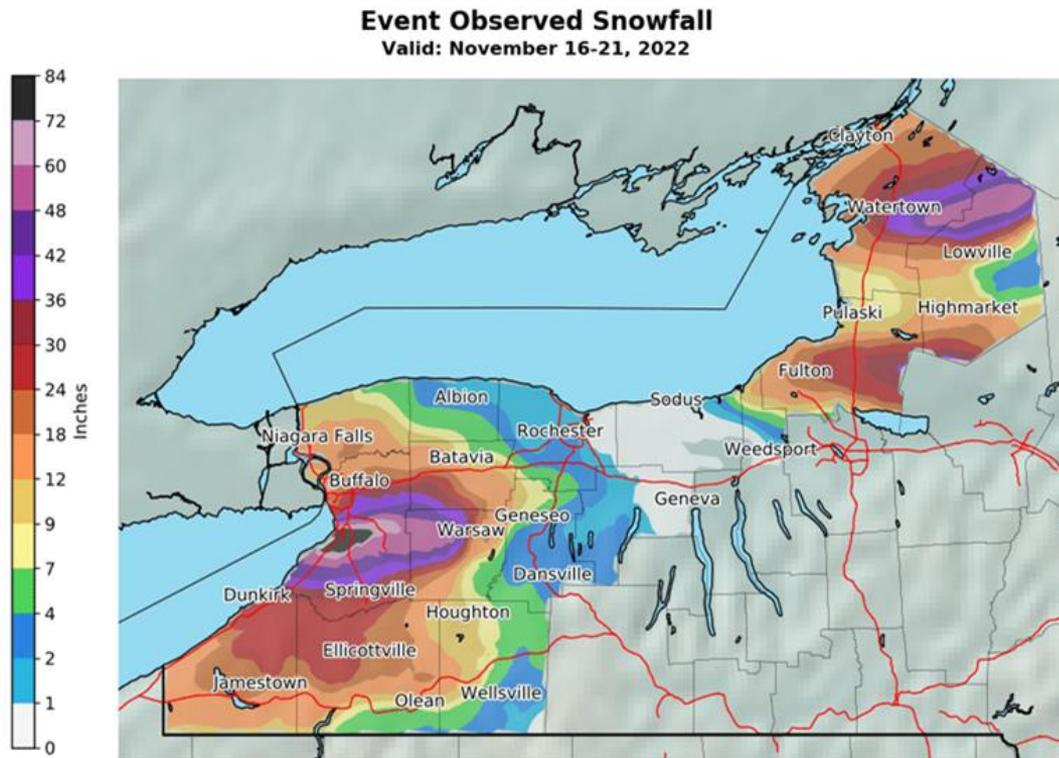 Event Observed Snowfall
Valid: November 16-21, 2022
84
72
60
48
42
36
30
24
18
12
9
7
4
2
1
0
Inches
Clayton
Watertown
Lowville
Pulaski
Highmarket
Fulton
Albion
Sodus
Niagara Falls
Rochester
Batavia
Weedsport
Buffalo
Geneva
Geneseo
Warsaw
Dansville
Dunkirk
Springville
Houghton
Ellicottville
Jamestown
Olean
Wellsville